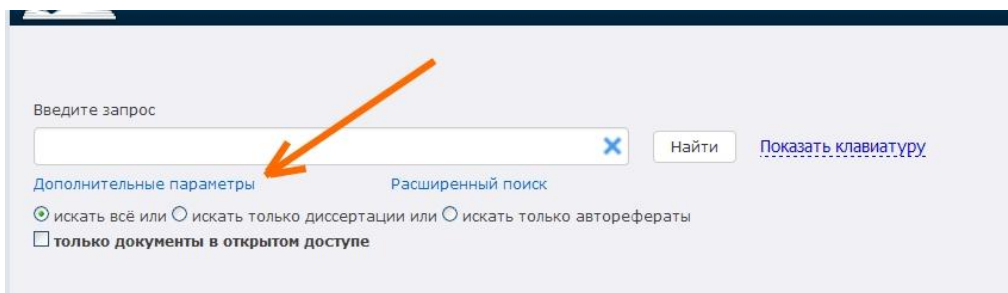 Введите запрос
Найти Показать клавиатуру
Дополнительные параметры Расширенный поиск
искать всё или искать только диссертации или искать только авторефераты
только документы в открытом доступе